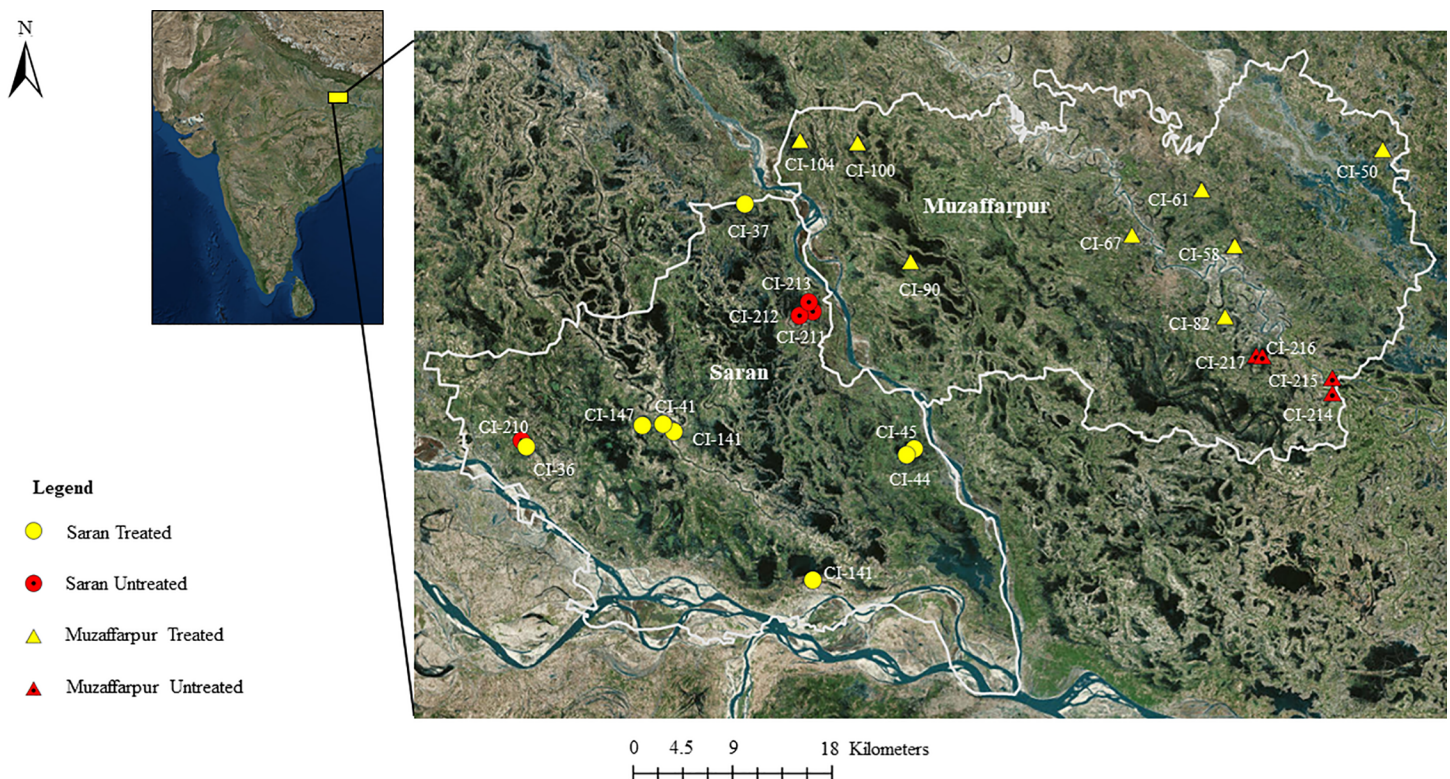 N
CI-104
CI-100
CI-50
CI-61
Muzaffarpur
CI-37
CI-67
CI-58
CI-90
CI-213
CI-212
CI-211
CI-82
CI-216
CI-217
Saran
CI-215
CI-214
CI-147
CI-41
CI-141
CI-210
CI-36
CI-45
CI-44
CI-141
Legend
Saran Treated
Saran Untreated
Muzaffarpur Treated
Muzaffarpur Untreated
0 4.5 9 18 Kilometers